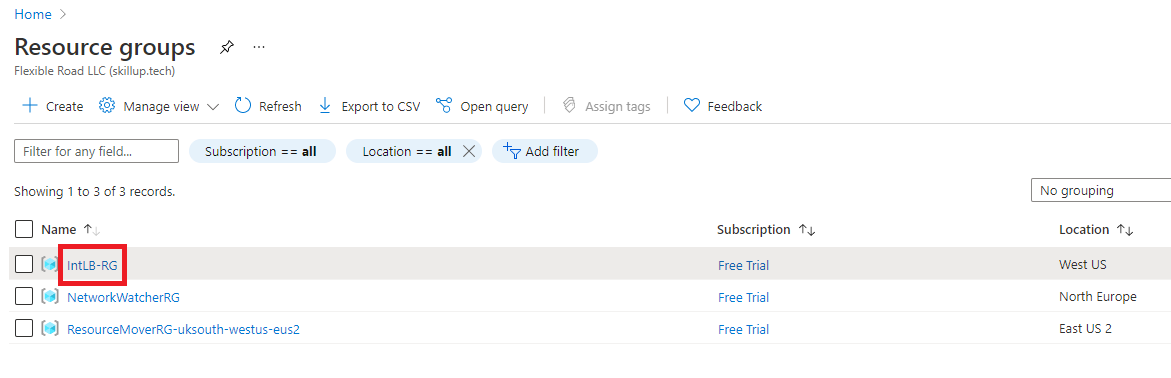 Home
Resource groups
Flexible Road LLC (skillup.tech)
Create Manage view Refresh Export to CSV Open query Assign tags Feedback
Filter for any field... Subscription == all Location == all Add filter
Showing 1 to 3 of 3 records. No grouping
Name Subscription Location
IntLB-RG Free Trial West US
NetworkWatcherRG Free Trial North Europe
ResourceMoverRG-uksouth-westus-eus2 Free Trial East US 2